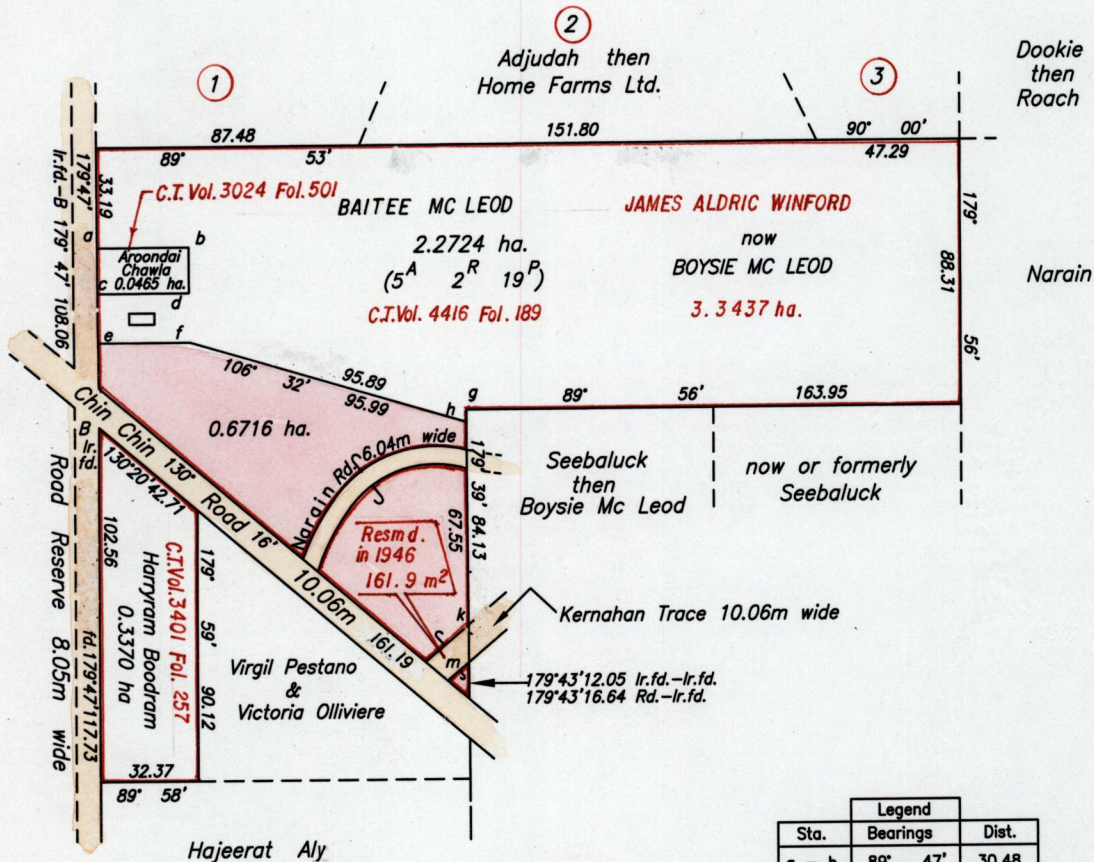 1
2
3
Adjudah then
Home Farms Ltd.
Dookie
then
Roach
87.48
151.80
90° 00'
89° 53'
47.29
179°47'
Ir.fd.-B 179° 47' 108.06
33.19
C.T. Vol. 3024 Fol. 501
BAITEE MC LEOD
2.2724 ha.
(5A 2R 19P)
C.T.Vol. 4416 Fol. 189
JAMES ALDRIC WINFORD
now
BOYSIE MC LEOD
3.3437 ha.
179° 56'
88.31
Narain
a
b
Aroondai
Chawla
c 0.0465 ha.
d
e
f
106° 32' 95.89
95.99
g
h
89° 56' 163.95
0.6716 ha.
Narain Rd. 6.04m wide
J
179° 39' 84.13
67.55
Seebaluck
then
Boysie Mc Leod
now or formerly
Seebaluck
Resmd.
in 1946
161.9 m²
k
m
Kernahan Trace 10.06m wide
Chin Chin 130° Road 16' 10.06m 161.19
B
Ir.
fd.
130°20'42.71
102.56
Road Reserve 8.05m wide
fd.179°47'117.73
C.T.Vol.3401 Fol. 257
Harryram Boodram
0.3370 ha
179° 59' 90.12
Virgil Pestano
&
Victoria Olliviere
179°43'12.05 Ir.fd.-Ir.fd.
179°43'16.64 Rd.-Ir.fd.
32.37
89° 58'
Hajeerat Aly
Legend
Sta. Bearings Dist.
a - b 89° 47' 30.48